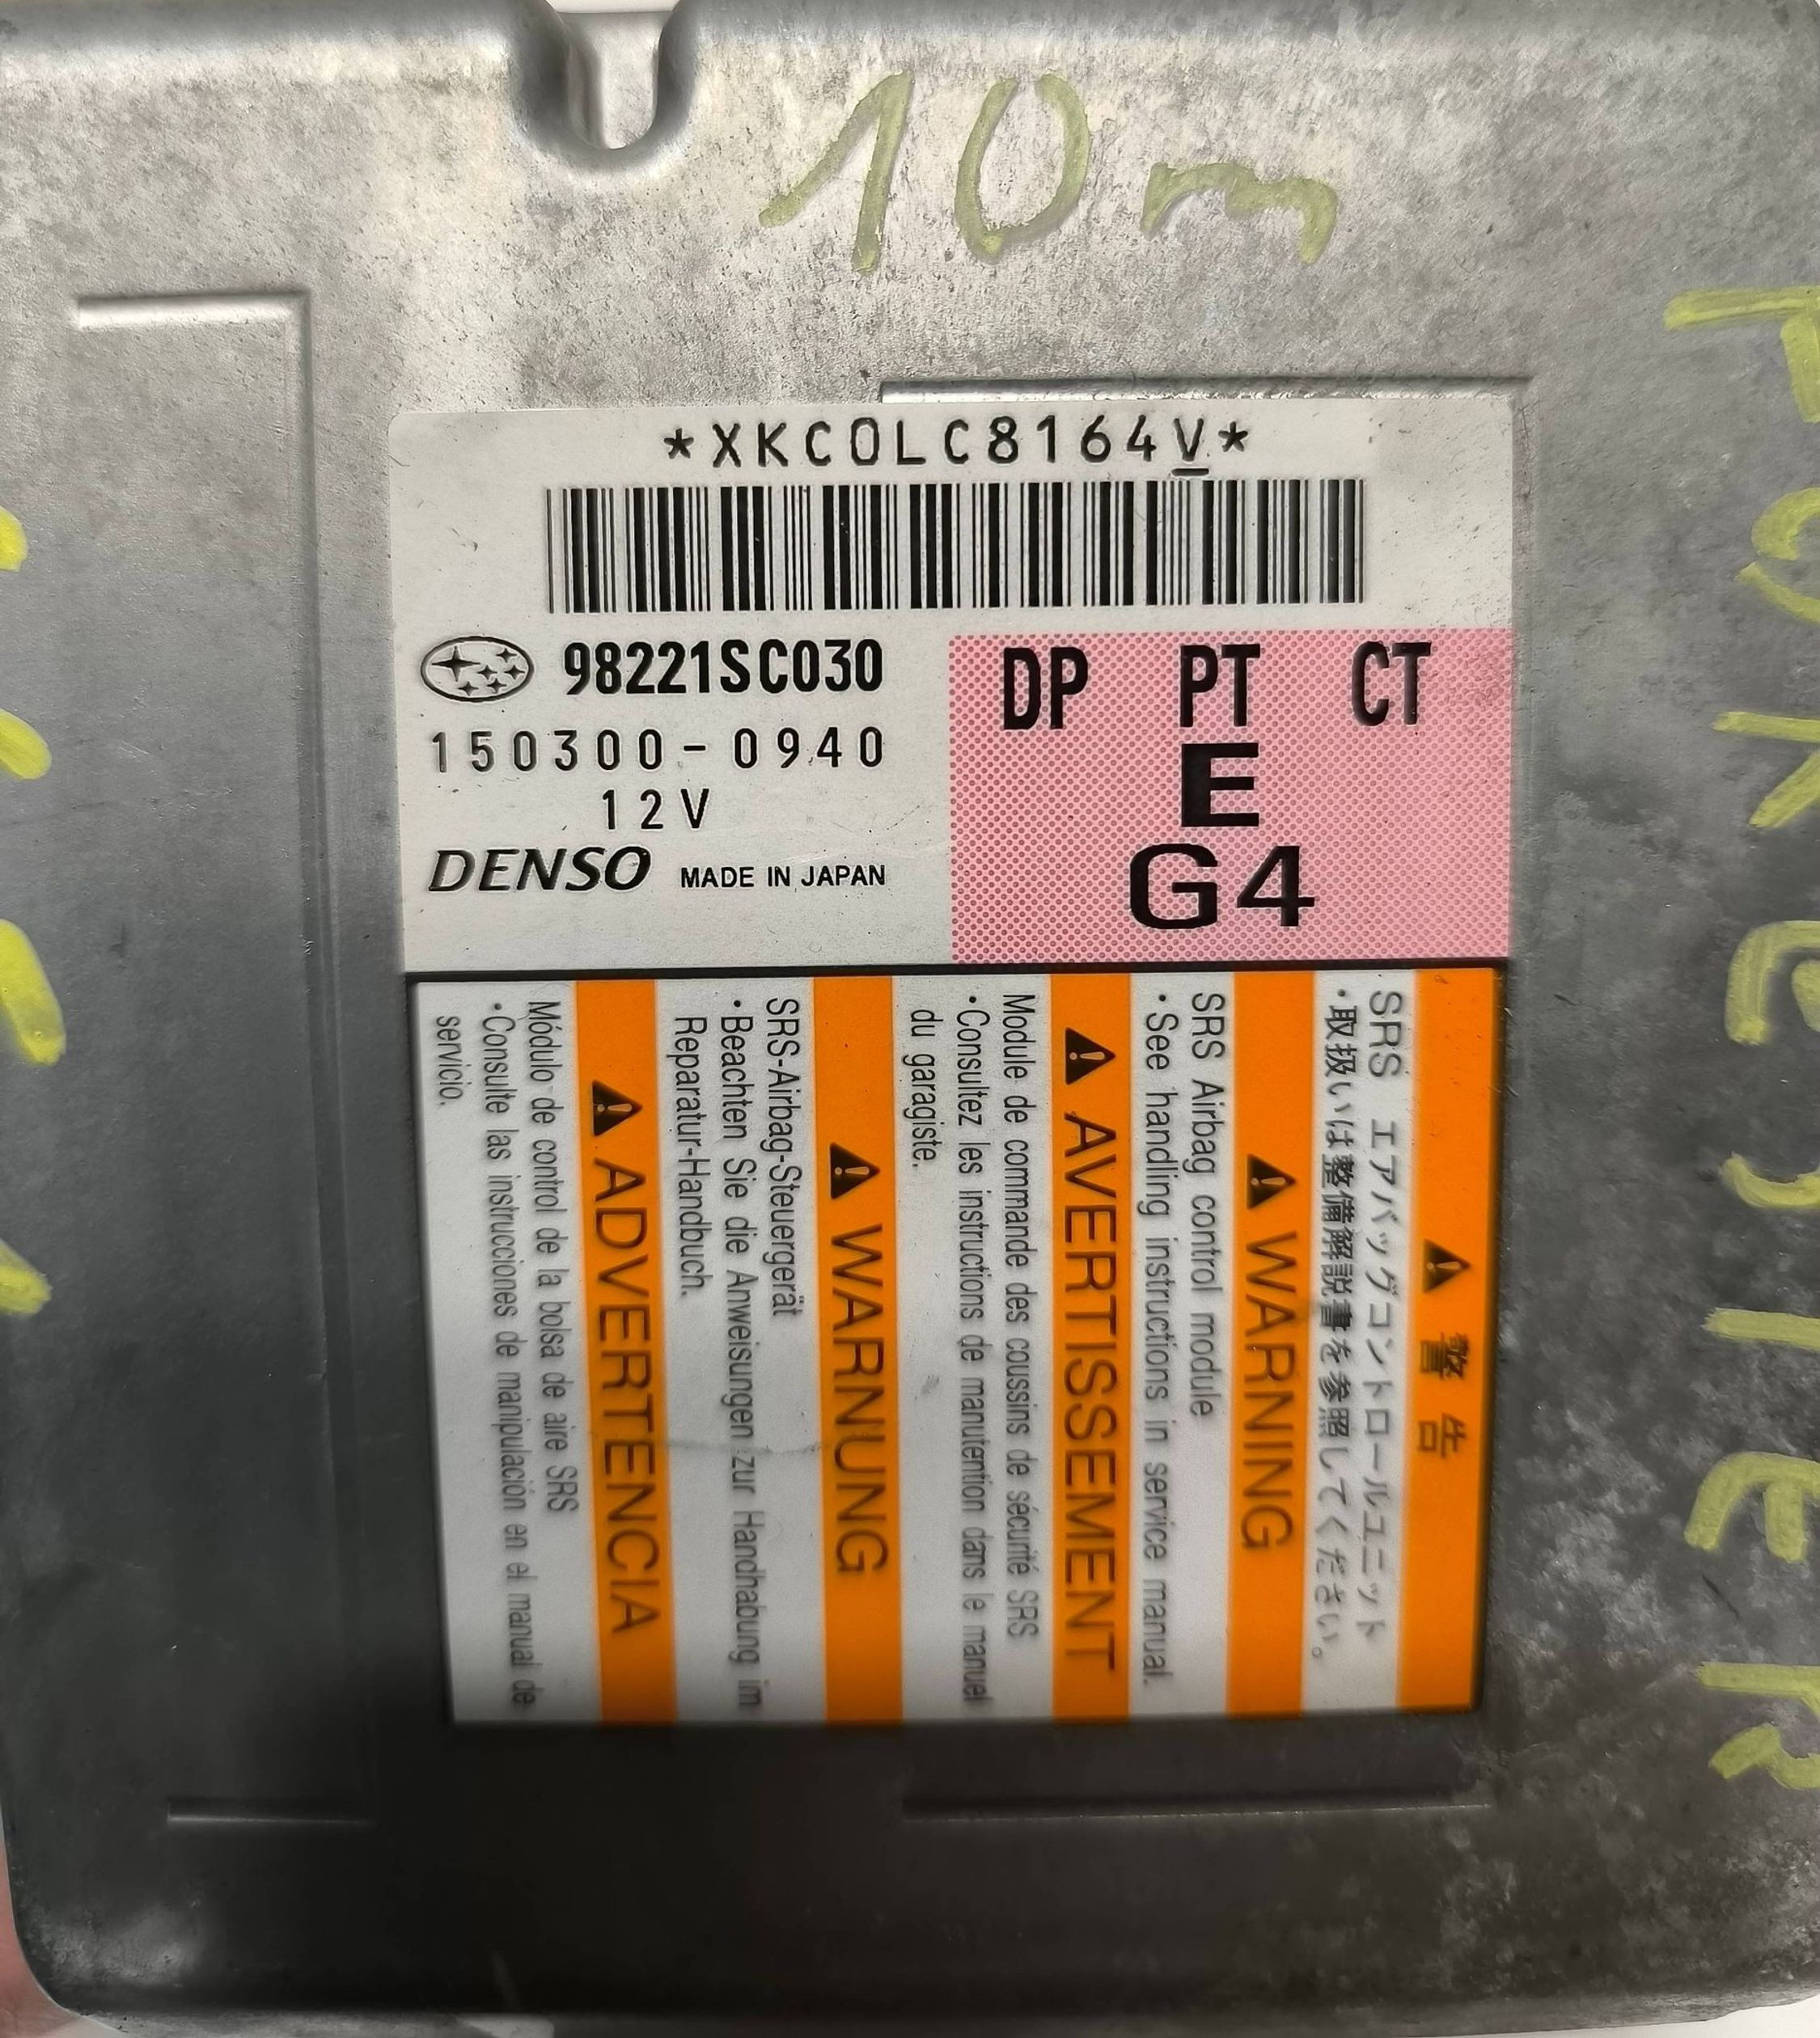 10m
*XKC0LC8164V*
98221SC030
150300-0940
12V
DENSO MADE IN JAPAN
DP PT CT
E
G4
警告
SRS エアバッグコントロールユニット
・取扱いは整備解説書を参照してください。
WARNING
SRS Airbag control module
・See handling instructions in service manual.
AVERTISSEMENT
Module de commande des coussins de sécurité SRS
・Consultez les instructions de manutention dans le manuel
du garagiste.
WARNUNG
SRS-Airbag-Steuergerät
・Beachten Sie die Anweisungen zur Handhabung im
Reparatur-Handbuch.
ADVERTENCIA
Módulo de control de la bolsa de aire SRS
・Consulte las instrucciones de manipulación en el manual de
servicio.
FORESTER